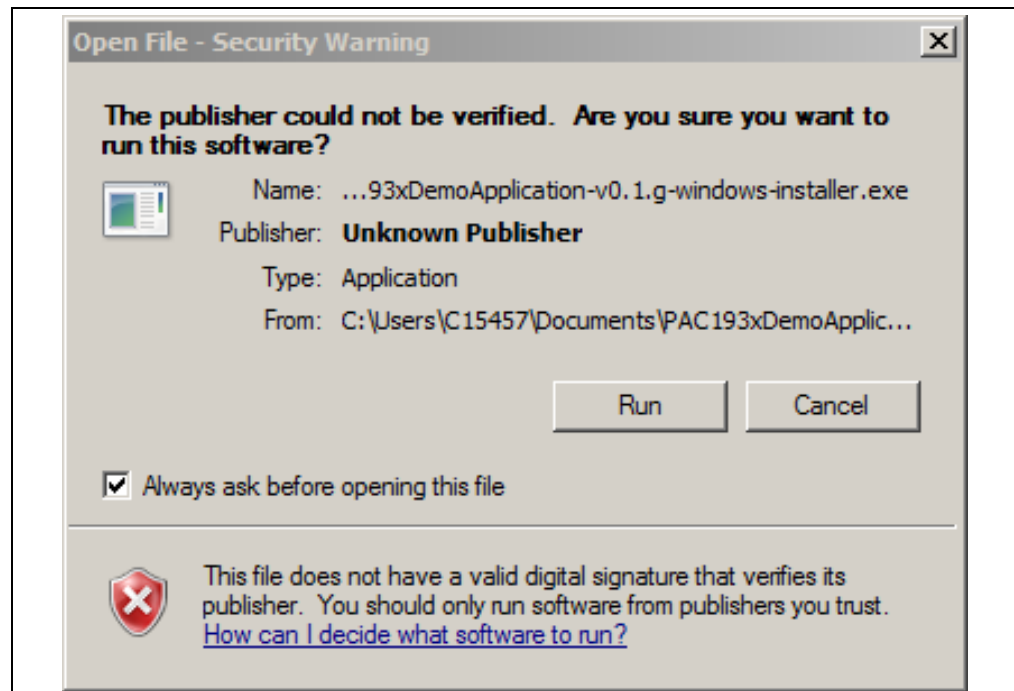 Open File - Security Warning
The publisher could not be verified.  Are you sure you want to
run this software?
Name: ...93xDemoApplication-v0.1.g-windows-installer.exe
Publisher: Unknown Publisher
Type: Application
From: C:\Users\C15457\Documents\PAC193xDemoApplic...
Run Cancel
Always ask before opening this file
This file does not have a valid digital signature that verifies its
publisher.  You should only run software from publishers you trust.
How can I decide what software to run?